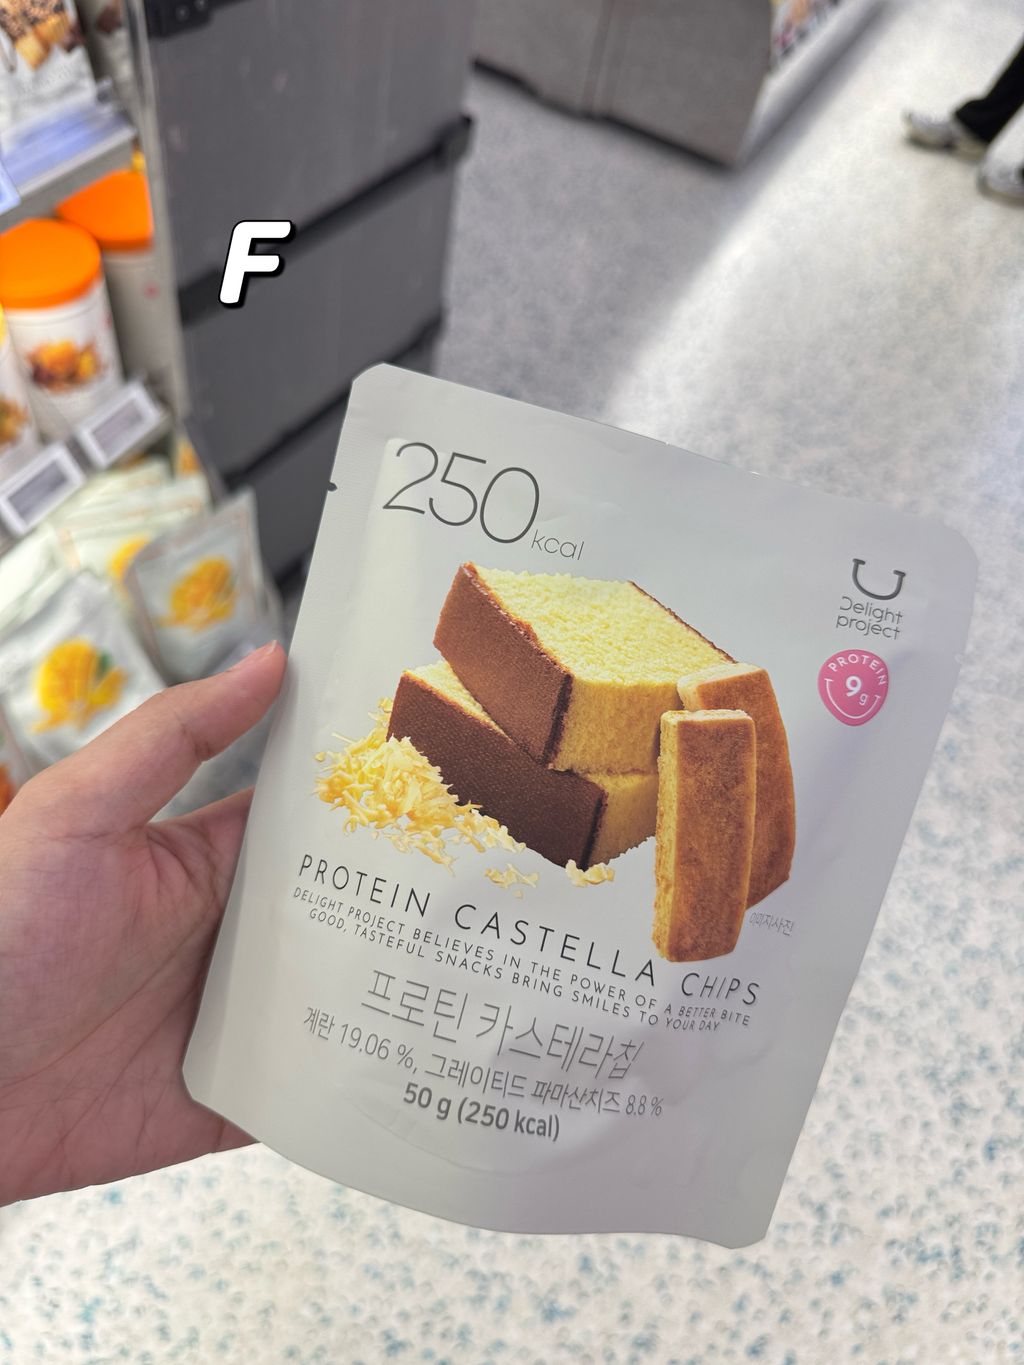 F
250 kcal
Delight
project
PROTEIN
9g
PROTEIN CASTELLA CHIPS
DELIGHT PROJECT BELIEVES IN THE POWER OF A BETTER BITE
GOOD, TASTEFUL SNACKS BRING SMILES TO YOUR DAY
이미지사진
프로틴 카스테라칩
계란 19.06 %, 그레이티드 파마산치즈 8.8 %
50 g (250 kcal)